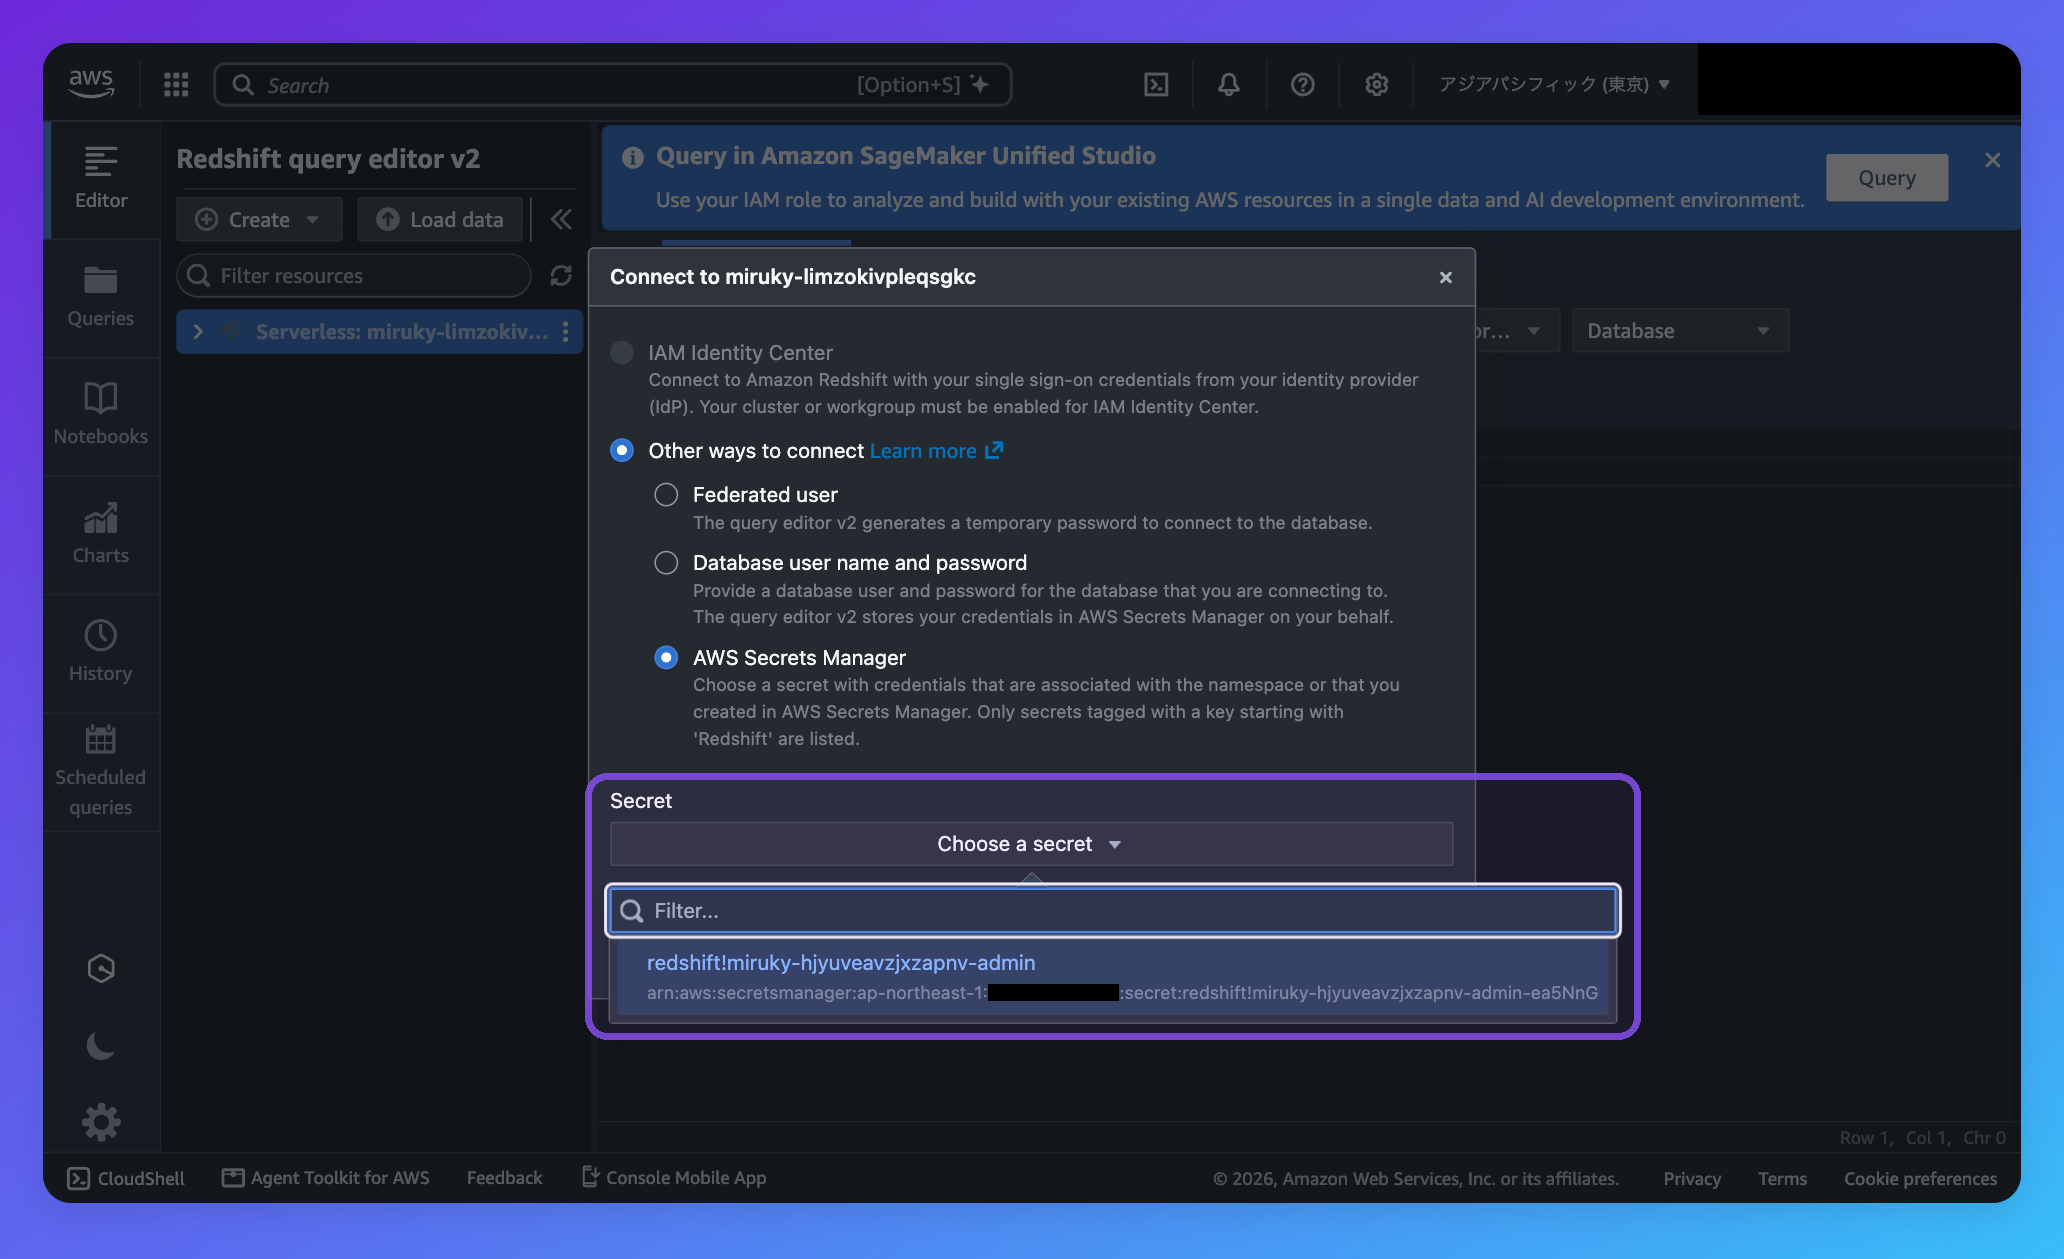 aws
Search
[Option+S]
アジアパシフィック (東京)
Editor
Queries
Notebooks
Charts
History
Scheduled
queries
Redshift query editor v2
Create
Load data
Filter resources
Serverless: miruky-limzokiv...
Query in Amazon SageMaker Unified Studio
Use your IAM role to analyze and build with your existing AWS resources in a single data and AI development environment.
Query
or...
Database
Connect to miruky-limzokivpleqsgkc
IAM Identity Center
Connect to Amazon Redshift with your single sign-on credentials from your identity provider
(IdP). Your cluster or workgroup must be enabled for IAM Identity Center.
Other ways to connect Learn more
Federated user
The query editor v2 generates a temporary password to connect to the database.
Database user name and password
Provide a database user and password for the database that you are connecting to.
The query editor v2 stores your credentials in AWS Secrets Manager on your behalf.
AWS Secrets Manager
Choose a secret with credentials that are associated with the namespace or that you
created in AWS Secrets Manager. Only secrets tagged with a key starting with
'Redshift' are listed.
Secret
Choose a secret
Filter...
redshift!miruky-hjyuveavzjxzapnv-admin
arn:aws:secretsmanager:ap-northeast-1: :secret:redshift!miruky-hjyuveavzjxzapnv-admin-ea5NnG
Row 1, Col 1, Chr 0
CloudShell
Agent Toolkit for AWS
Feedback
Console Mobile App
© 2026, Amazon Web Services, Inc. or its affiliates.
Privacy
Terms
Cookie preferences